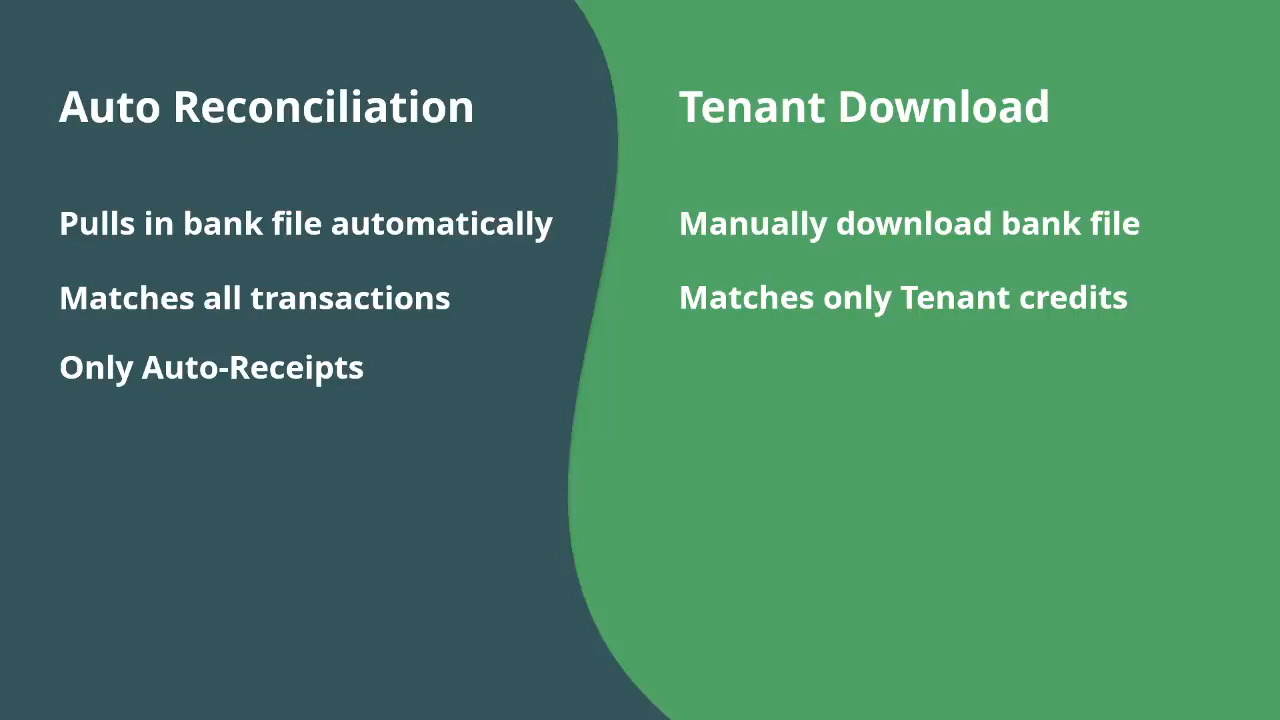 Auto Reconciliation
Pulls in bank file automatically
Matches all transactions
Only Auto-Receipts
Tenant Download
Manually download bank file
Matches only Tenant credits